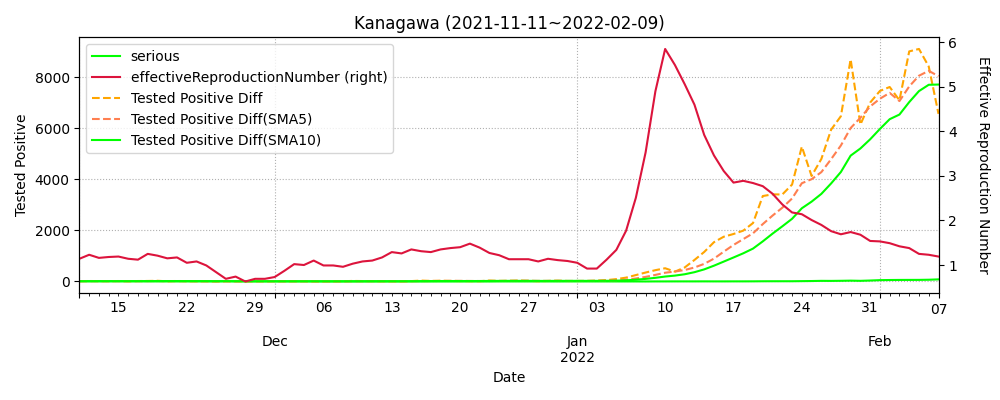 Kanagawa (2021-11-11~2022-02-09)
serious
effectiveReproductionNumber (right)
Tested Positive Diff
Tested Positive Diff(SMA5)
Tested Positive Diff(SMA10)
Tested Positive
8000
6000
4000
2000
0
6
5
4
3
2
1
Effective Reproduction Number
15 22 29 06 13 20 27 03 10 17 24 31 07
Dec Jan Feb
2022
Date